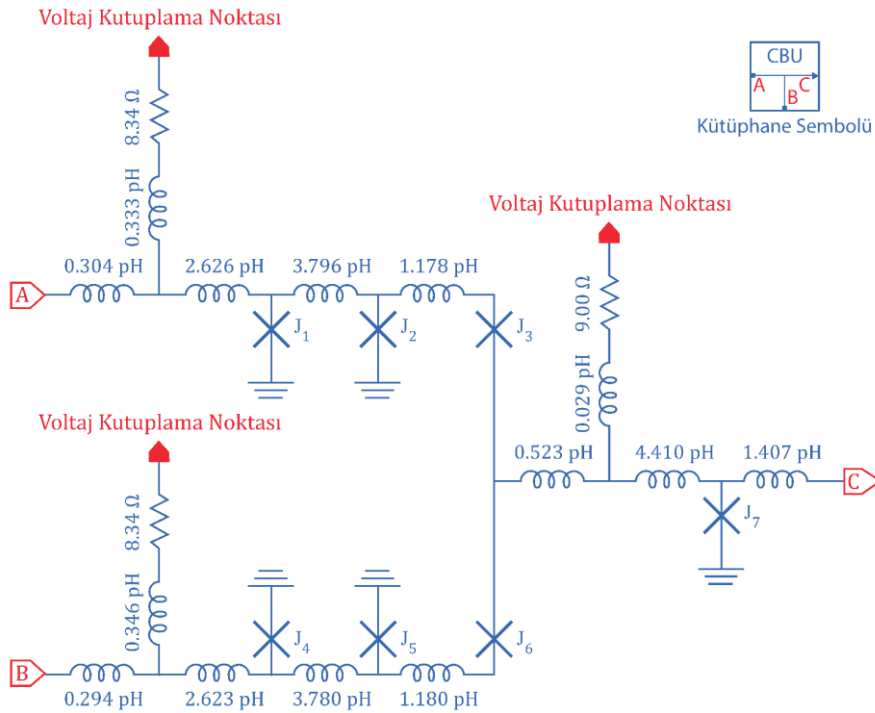 Voltaj Kutuplama Noktası
CBU
A
C
B
Kütüphane Sembolü
8.34 Ω
0.333 pH
Voltaj Kutuplama Noktası
0.304 pH
2.626 pH
3.796 pH
1.178 pH
A
J1
J2
J3
9.00 Ω
0.029 pH
Voltaj Kutuplama Noktası
0.523 pH
4.410 pH
1.407 pH
C
8.34 Ω
J7
0.346 pH
J4
J5
J6
B
0.294 pH
2.623 pH
3.780 pH
1.180 pH